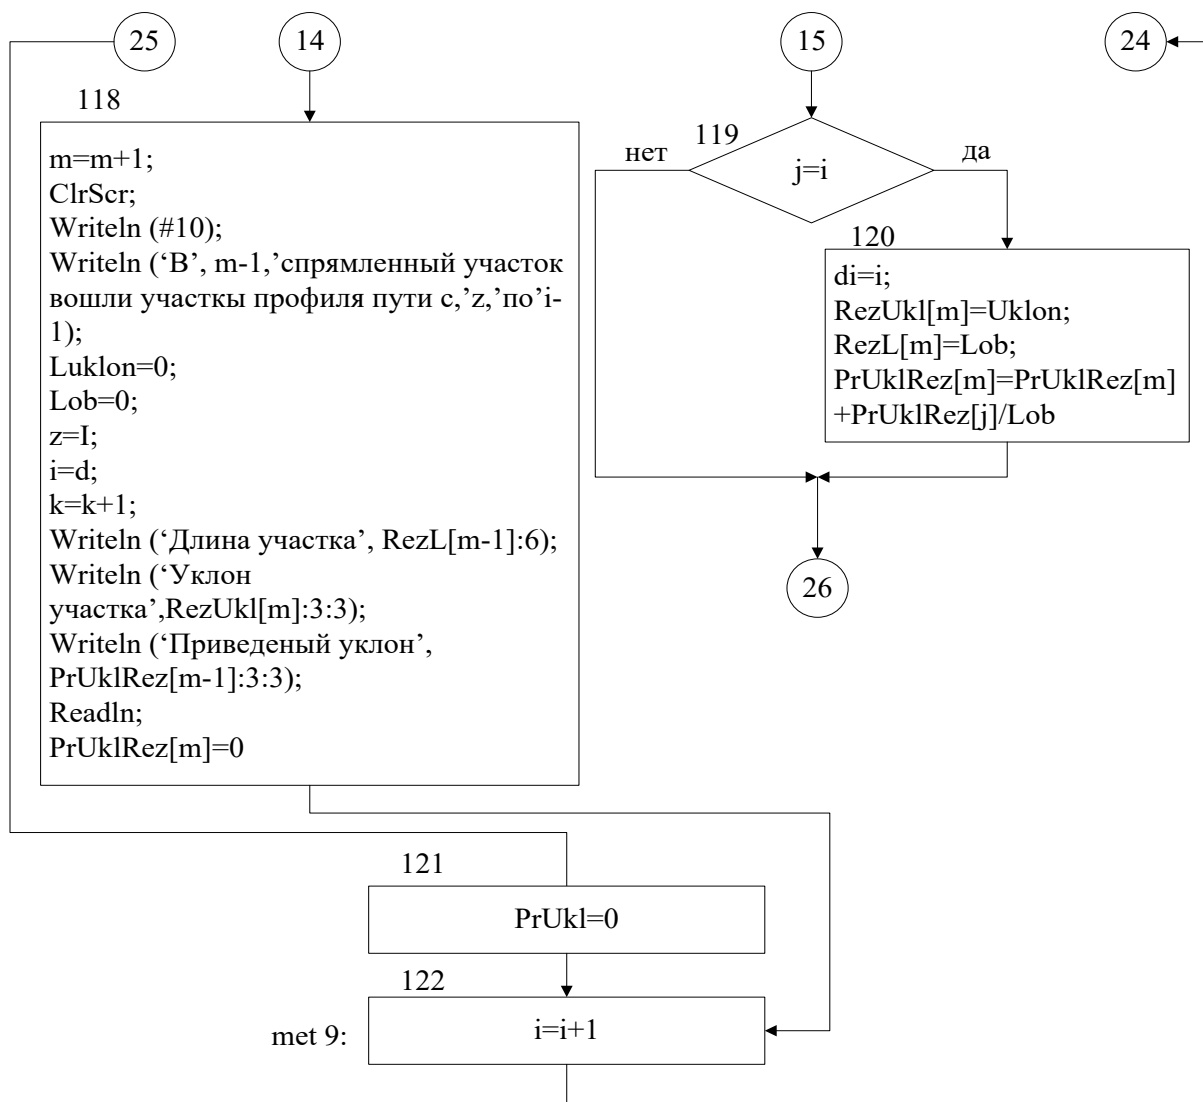 25
14
15
24
118
m=m+1;
ClrScr;
Writeln (#10);
Writeln (‘В’, m-1,’спрямленный участок
вошли участкы профиля пути с,’z,’по’i-
1);
Luklon=0;
Lob=0;
z=I;
i=d;
k=k+1;
Writeln (‘Длина участка’, RezL[m-1]:6);
Writeln (‘Уклон
участка’,RezUkl[m]:3:3);
Writeln (‘Приведеный уклон’,
PrUklRez[m-1]:3:3);
Readln;
PrUklRez[m]=0
119
нет
да
j=i
120
di=i;
RezUkl[m]=Uklon;
RezL[m]=Lob;
PrUklRez[m]=PrUklRez[m]
+PrUklRez[j]/Lob
26
121
PrUkl=0
122
met 9:
i=i+1